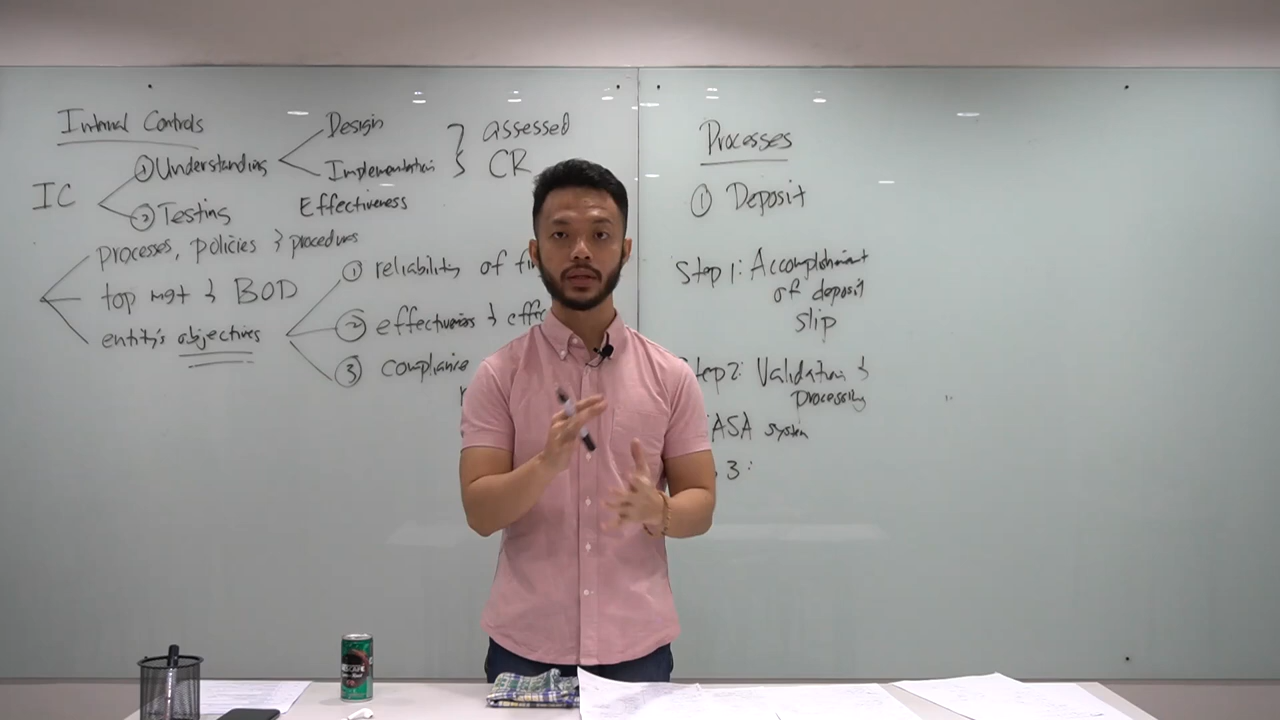 Internal Controls
IC
① Understanding
Design
Implementation
assessed
CR
② Testing
Effectiveness
processes, policies & procedures
top mgt & BOD
entity's objectives
① reliability of
② effectiveness &
③ compliance
Processes
① Deposit
Step 1: Accomplishment
of deposit
slip
Step 2: Validation &
Processing
CASA system
3:
NESCAFE